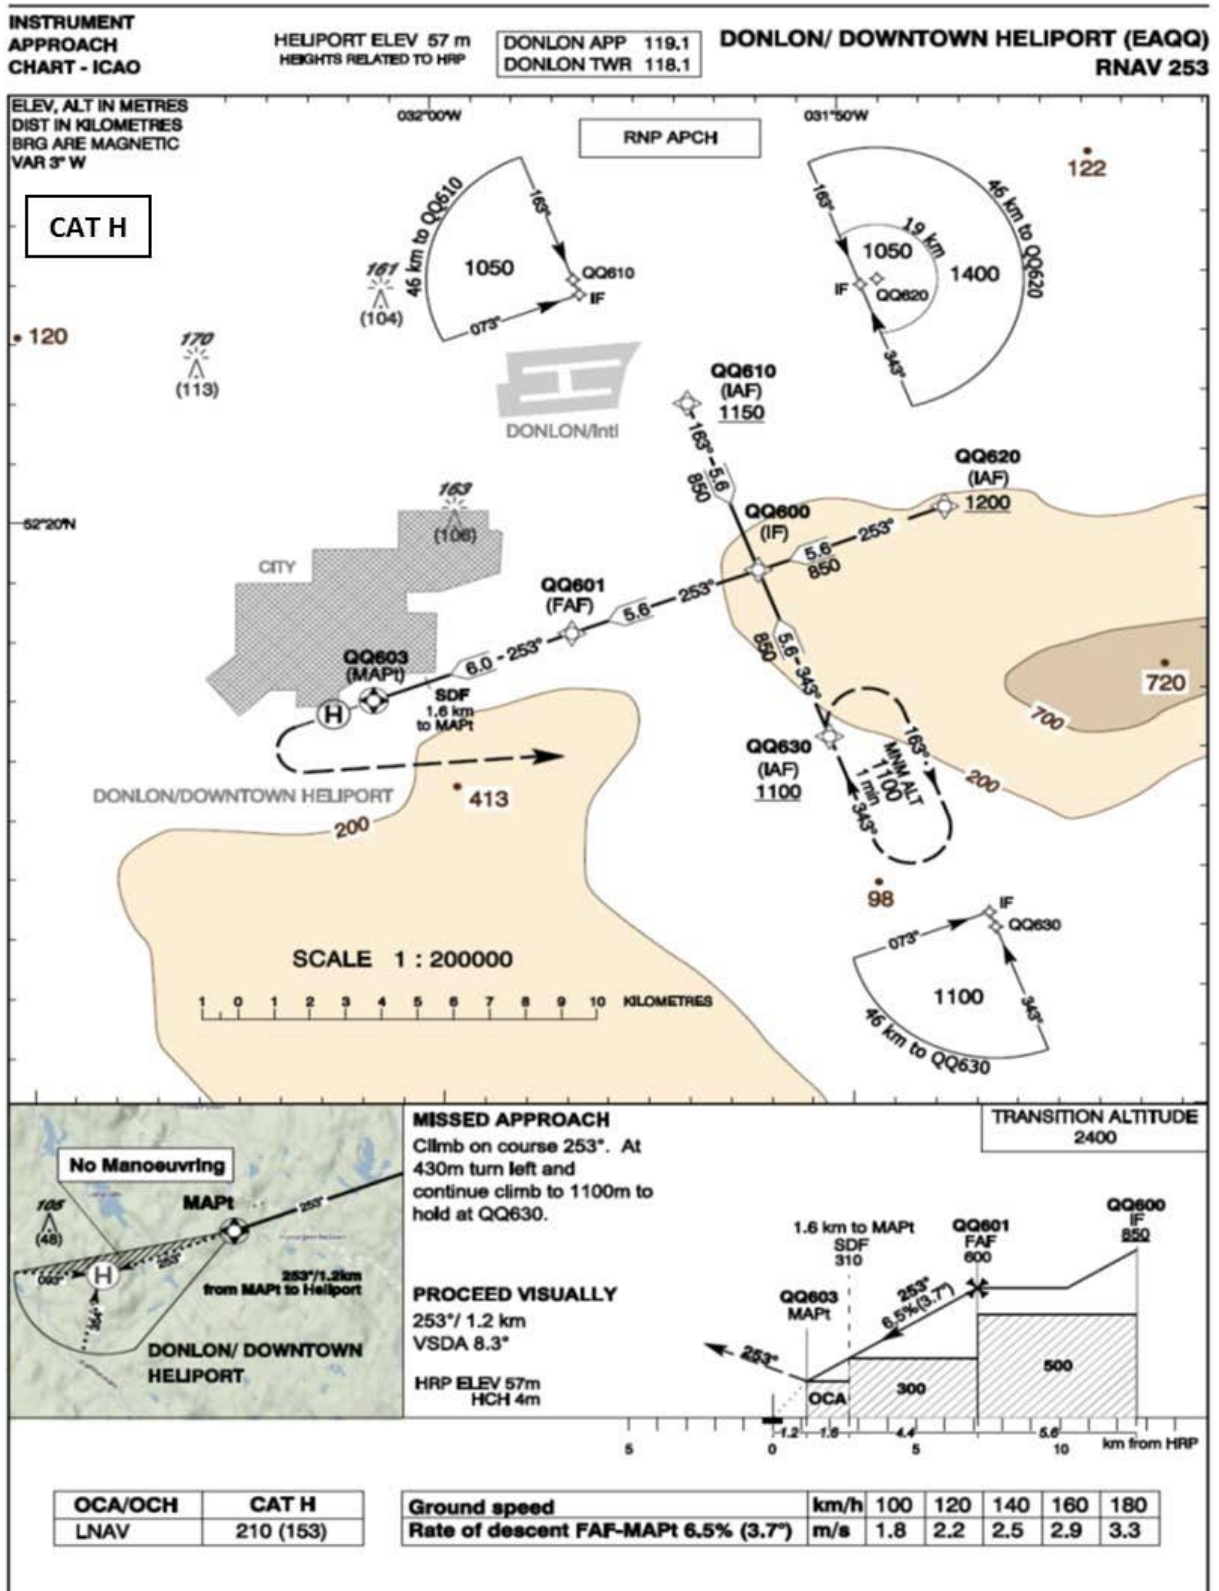 INSTRUMENT
APPROACH
CHART - ICAO
HELIPORT ELEV 57 m
HEIGHTS RELATED TO HRP
DONLON APP 119.1
DONLON TWR 118.1
DONLON/ DOWNTOWN HELIPORT (EAQQ)
RNAV 253
ELEV, ALT IN METRES
DIST IN KILOMETRES
BRG ARE MAGNETIC
VAR 3° W
CAT H
032°00'W
031°50'W
RNP APCH
122
46 km to QQ610
163°
1050
QQ610
IF
073°
163°
46 km to QQ620
19 km
1050
1400
IF
QQ620
343°
161
(104)
120
170
(113)
DONLON/Intl
QQ610
(IAF)
1150
163° - 5.6
850
QQ620
(IAF)
1200
52°20'N
163
(106)
CITY
QQ600
(IF)
5.6
253°
850
QQ601
(FAF)
5.6
253°
850
5.6 - 343°
QQ603
(MAPt)
6.0 - 253°
SDF
1.6 km
to MAPt
H
720
700
QQ630
(IAF)
1100
163°
MNM ALT
1100
1 min
343°
200
DONLON/DOWNTOWN HELIPORT
413
200
98
IF
QQ630
073°
1100
343°
46 km to QQ630
SCALE 1 : 200000
1 0 1 2 3 4 5 6 7 8 9 10 KILOMETRES
No Manoeuvring
MAPt
253°
105
(48)
093°
253°
H
253°/1.2km
from MAPt to Heliport
DONLON/ DOWNTOWN
HELIPORT
MISSED APPROACH
Climb on course 253°. At
430m turn left and
continue climb to 1100m to
hold at QQ630.
PROCEED VISUALLY
253°/ 1.2 km
VSDA 8.3°
HRP ELEV 57m
HCH 4m
TRANSITION ALTITUDE
2400
QQ600
IF
850
1.6 km to MAPt
SDF
310
QQ601
FAF
600
QQ603
MAPt
253°
6.5%(3.7°)
253°
OCA
300
500
1.2 1.6 4.4 5.6
5 0 5 10 km from HRP
OCA/OCH CAT H
LNAV 210 (153)
Ground speed km/h 100 120 140 160 180
Rate of descent FAF-MAPt 6.5% (3.7°) m/s 1.8 2.2 2.5 2.9 3.3